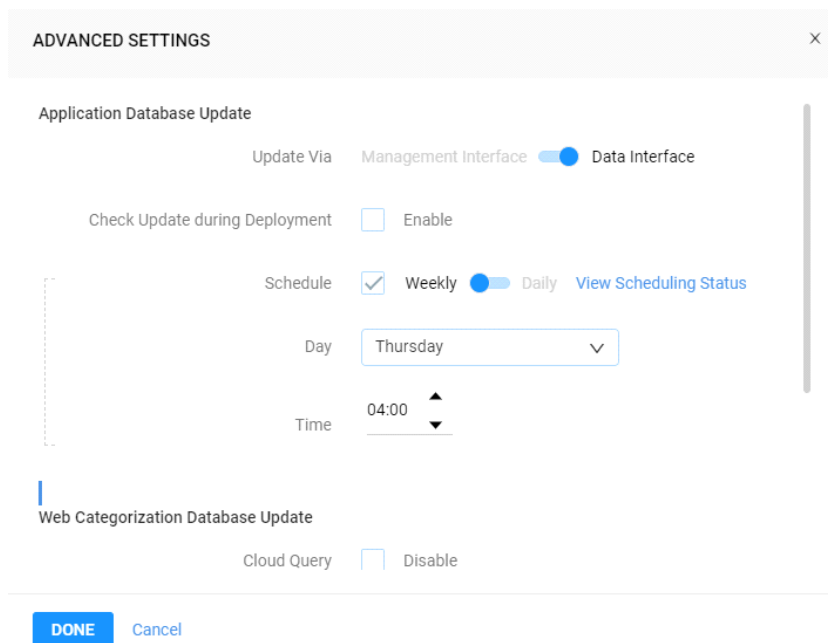 ADVANCED SETTINGS
Application Database Update
Update Via Management Interface Data Interface
Check Update during Deployment Enable
Schedule Weekly Daily View Scheduling Status
Day Thursday
Time 04:00
Web Categorization Database Update
Cloud Query Disable
DONE Cancel